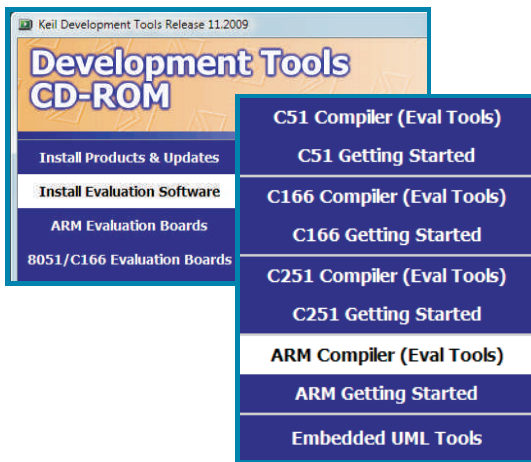 Keil Development Tools Release 11.2009
Development Tools
CD-ROM
Install Products & Updates
Install Evaluation Software
ARM Evaluation Boards
8051/C166 Evaluation Boards
C51 Compiler (Eval Tools)
C51 Getting Started
C166 Compiler (Eval Tools)
C166 Getting Started
C251 Compiler (Eval Tools)
C251 Getting Started
ARM Compiler (Eval Tools)
ARM Getting Started
Embedded UML Tools